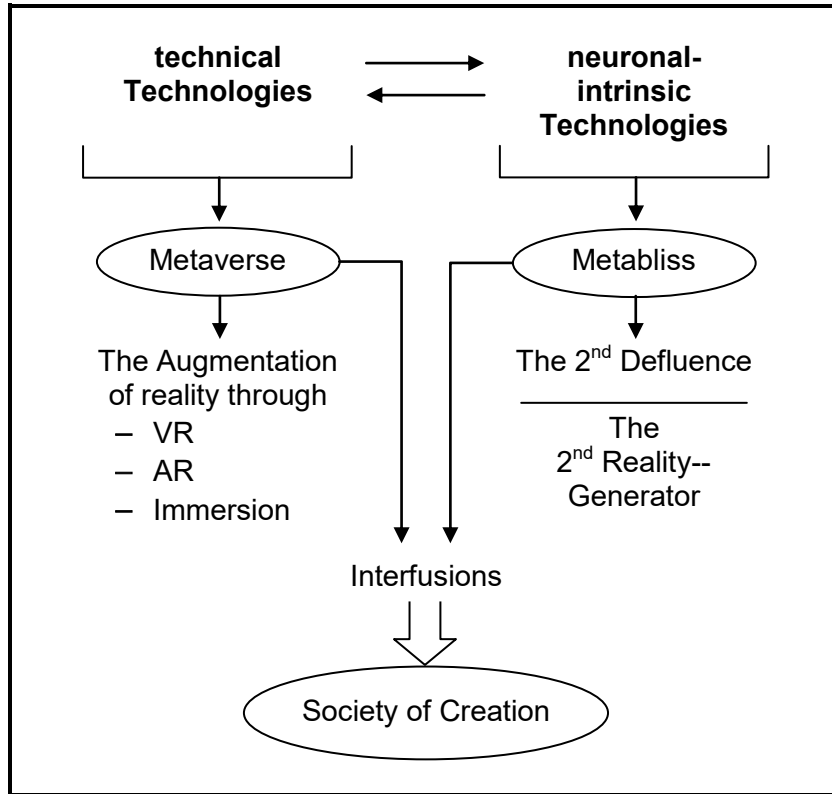 technical
Technologies
neuronal-
intrinsic
Technologies
Metaverse
Metabliss
The Augmentation
of reality through
– VR
– AR
– Immersion
The 2nd Defluence
The
2nd Reality--
Generator
Interfusions
Society of Creation